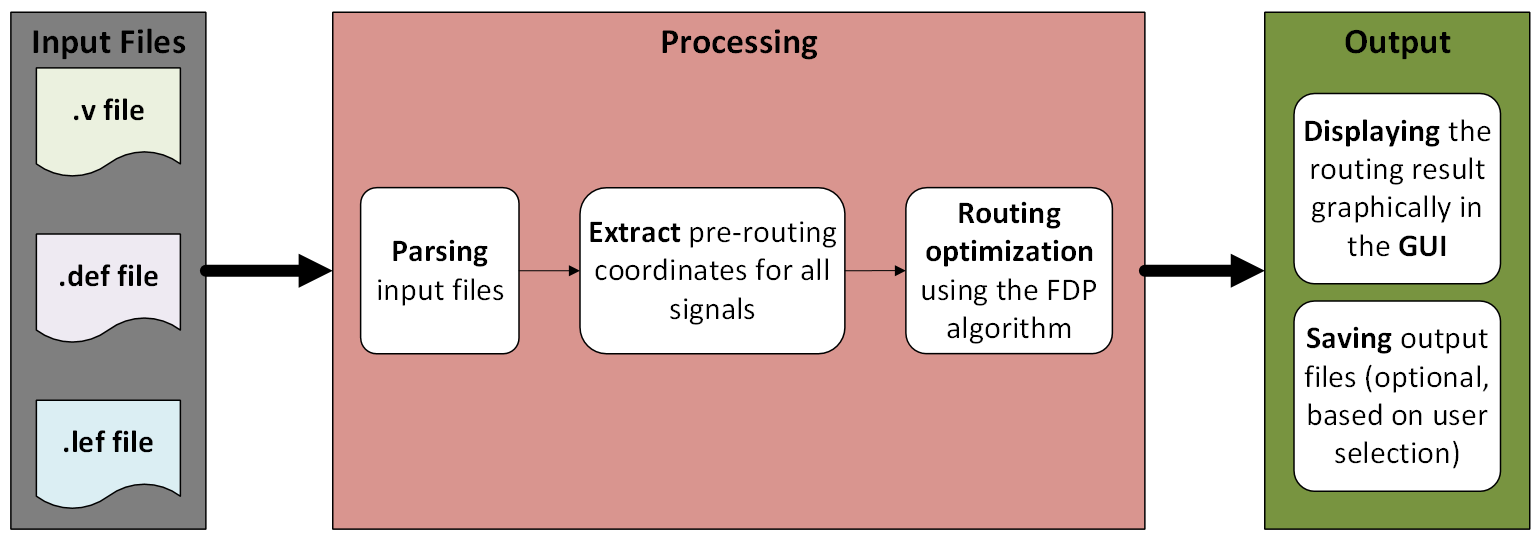 Input Files
.v file
.def file
.lef file
Processing
Parsing
input files
Extract pre-routing
coordinates for all
signals
Routing
optimization
using the FDP
algorithm
Output
Displaying the
routing result
graphically in
the GUI
Saving output
files (optional,
based on user
selection)